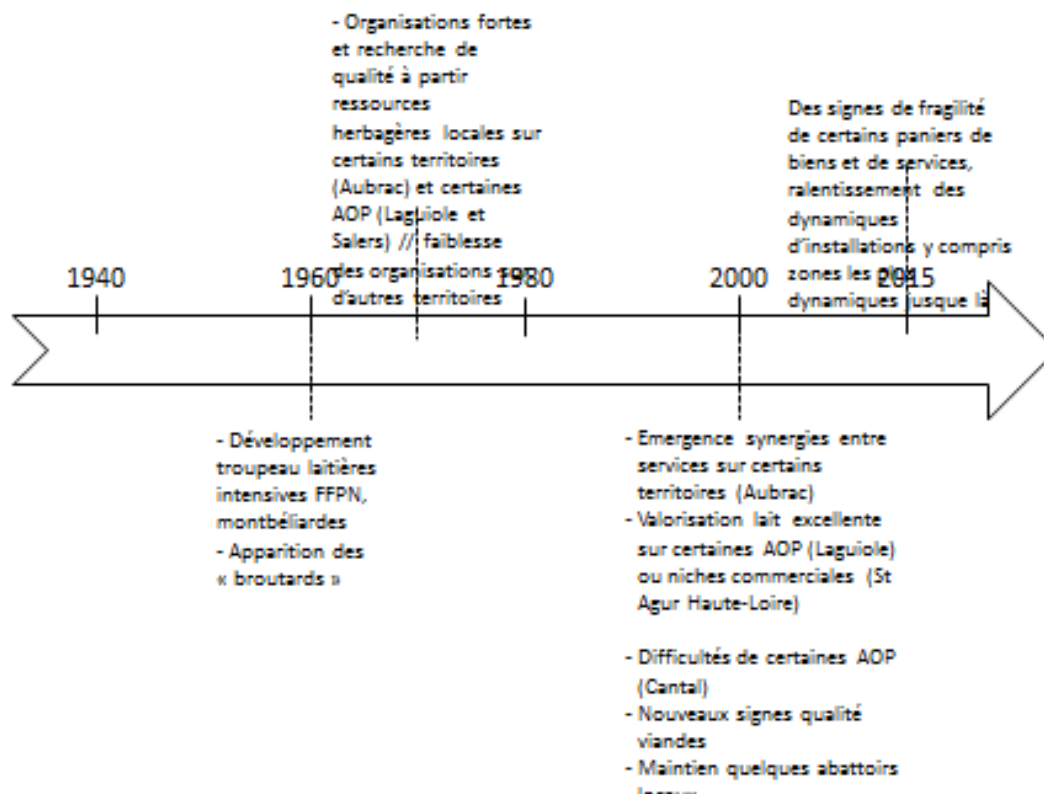 - Organisations fortes
et recherche de
qualité à partir
ressources
herbagères locales sur
certains territoires
(Aubrac) et certaines
AOP (Laguiole et
Salers) // faiblesse
des organisations sur
d'autres territoires
Des signes de fragilité
de certains paniers de
biens et de services,
ralentissement des
dynamiques
d'installations y compris
zones les plus
dynamiques jusque là
1940
1960
1980
2000
2015
- Développement
troupeau laitières
intensives FFPN,
montbéliardes
- Apparition des
« broutards »
- Emergence synergies entre
services sur certains
territoires (Aubrac)
- Valorisation lait excellente
sur certaines AOP (Laguiole)
ou niches commerciales (St
Agur Haute-Loire)
- Difficultés de certaines AOP
(Cantal)
- Nouveaux signes qualité
viandes
- Maintien quelques abattoirs